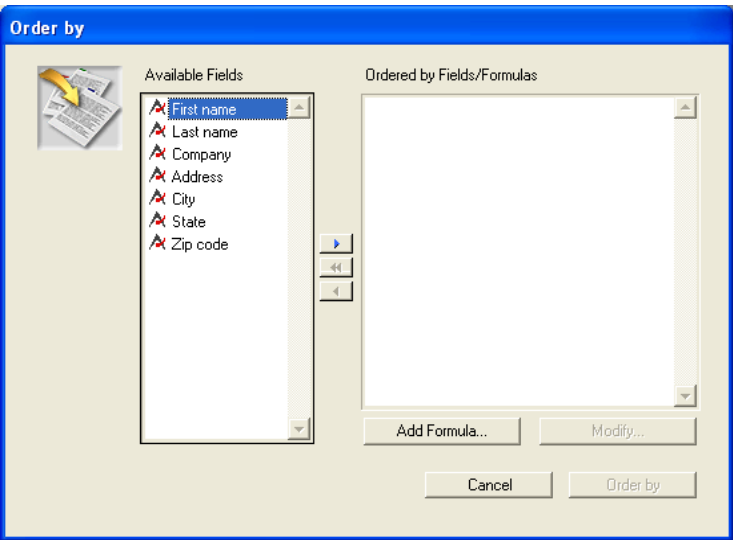 Order by
Available Fields
Ordered by Fields/Formulas
First name
Last name
Company
Address
City
State
Zip code
Add Formula...
Modify...
Cancel
Order by